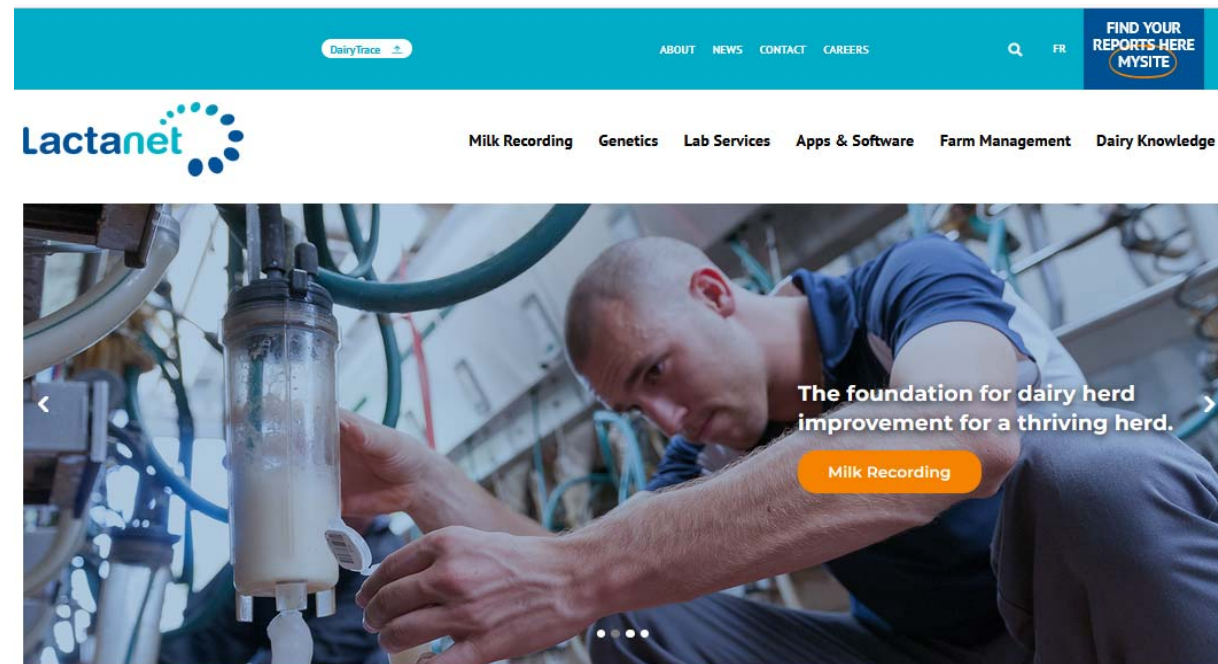 DairyTrace
ABOUT NEWS CONTACT CAREERS
FR
FIND YOUR
REPORTS HERE
MYSITE
Lactanet
Milk Recording Genetics Lab Services Apps & Software Farm Management Dairy Knowledge
The foundation for dairy herd
improvement for a thriving herd.
Milk Recording